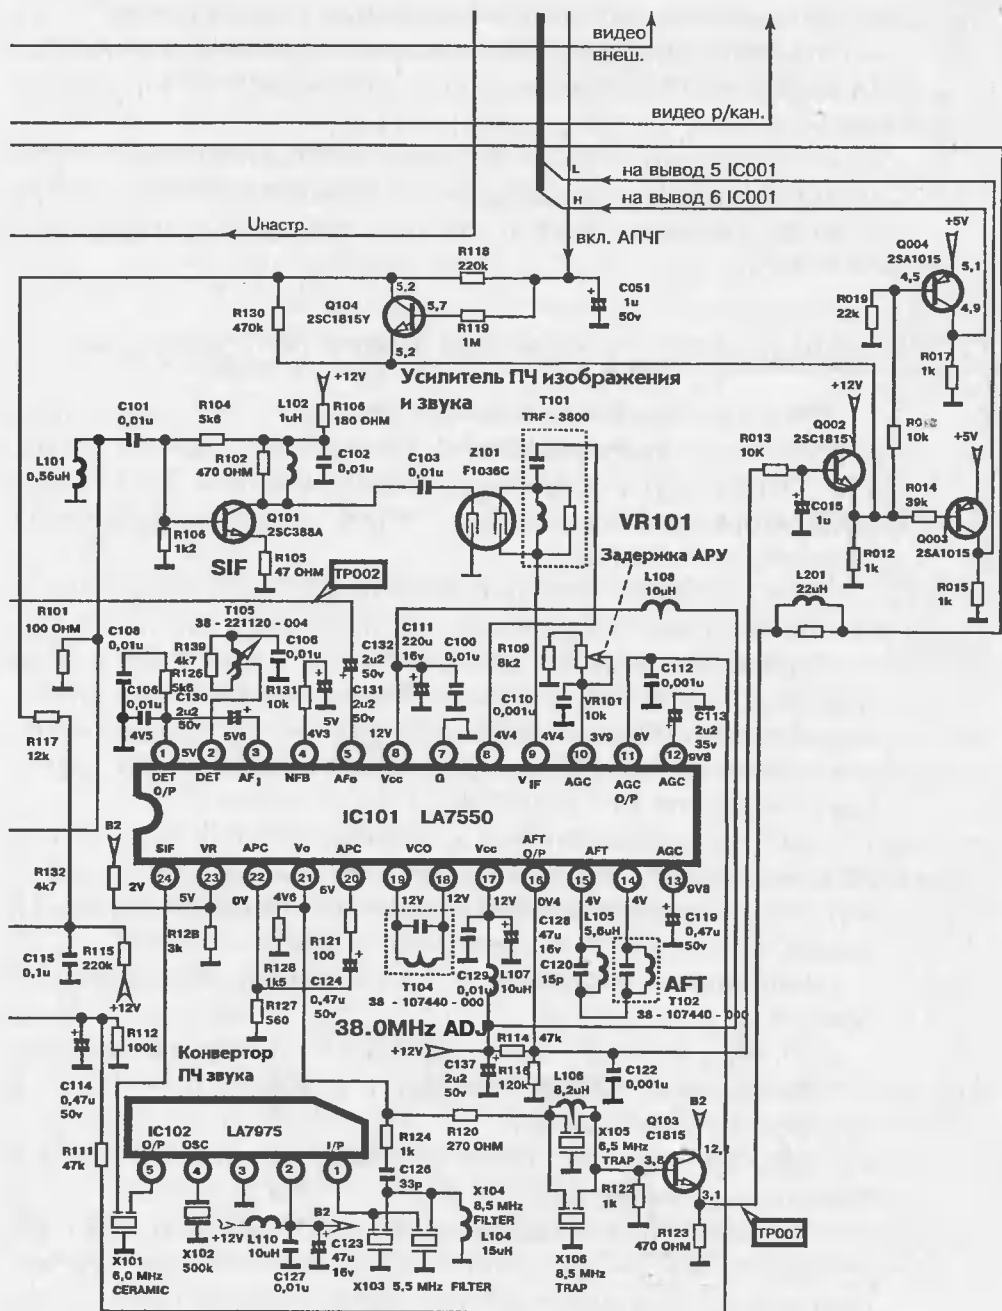 видео
внеш.
видео р/кан.
L
на вывод 5 IC001
H
на вывод 6 IC001
Uнастр.
вкл. АПЧГ
+5V
Q004
2SA1015
5,1
4,5
4,9
R019
22k
R017
1k
R118
220k
C051
1u
50v
5,2
Q104
2SC1815Y
5,7
R130
470k
R119
1M
5,2
+12V
Усилитель ПЧ изображения
и звука
T101
TRF - 3800
+12V
+5V
C101
0,01u
R104
5k6
L102
1uH
R106
180 OHM
Q002
2SC1815Y
10k
L101
0,56uH
R102
470 OHM
C102
0,01u
C103
0,01u
Z101
F1036C
R013
10K
R014
39k
C015
1u
Q101
2SC388A
VR101
Q003
2SA1015
R106
1k2
R105
47 OHM
SIF
Задержка АРУ
R012
1k
TP002
L108
10uH
L201
22uH
R015
1k
R101
100 OHM
C108
0,01u
T105
38 - 221120 - 004
R139
4k7
C106
0,01u
C132
2u2
50v
C111
220u
16v
C100
0,01u
R109
8k2
C112
0,001u
R126
5k6
C106
0,01u
C130
2u2
50v
R131
10k
C131
2u2
50v
C110
0,001u
VR101
10k
C113
2u2
35v
R117
12k
4V5
5V
5V6
4V3
5V
12V
4V4
4V4
3V9
6V
9V8
1
2
3
4
5
6
7
8
9
10
11
12
DET
O/P
DET
AF I
NFB
AFo
Vcc
G
V IF
AGC
AGC
O/P
AGC
IC101 LA7550
B2
SIF
VR
APC
Vo
APC
VCO
Vcc
AFT
O/P
AFT
AGC
24
23
22
21
20
19
18
17
16
15
14
13
R132
4k7
2V
5V
0V
4V6
6V
12V
12V
12V
0V4
4V
4V
9V8
C115
0,1u
R115
220k
R128
3k
R128
1k5
R121
100
C124
0,47u
50v
R127
560
T104
38 - 107440 - 000
C129
0,01u
L107
10uH
C128
47u
16v
C120
15p
L105
5,6uH
AFT
T102
38 - 107440 - 000
C119
0,47u
50v
+12V
38.0MHz ADJ
R112
100k
Конвертор
ПЧ звука
+12V
R114
47k
C114
0,47u
50v
C137
2u2
50v
R116
120k
L106
8,2uH
C122
0,001u
IC102 LA7975
O/P
OSC
I/P
5
4
3
2
1
R111
47k
R124
1k
R120
270 OHM
X105
6,5 MHz
TRAP
Q103
C1815
B2
12,0
3,8
3,1
C126
33p
R122
1k
TP007
R123
470 OHM
X101
6,0 MHz
CERAMIC
X102
500k
+12V
L110
10uH
C127
0,01u
B2
C123
47u
16v
X104
8,5 MHz
FILTER
L104
15uH
X103 5.5 MHz FILTER
X106
8,5 MHz
TRAP